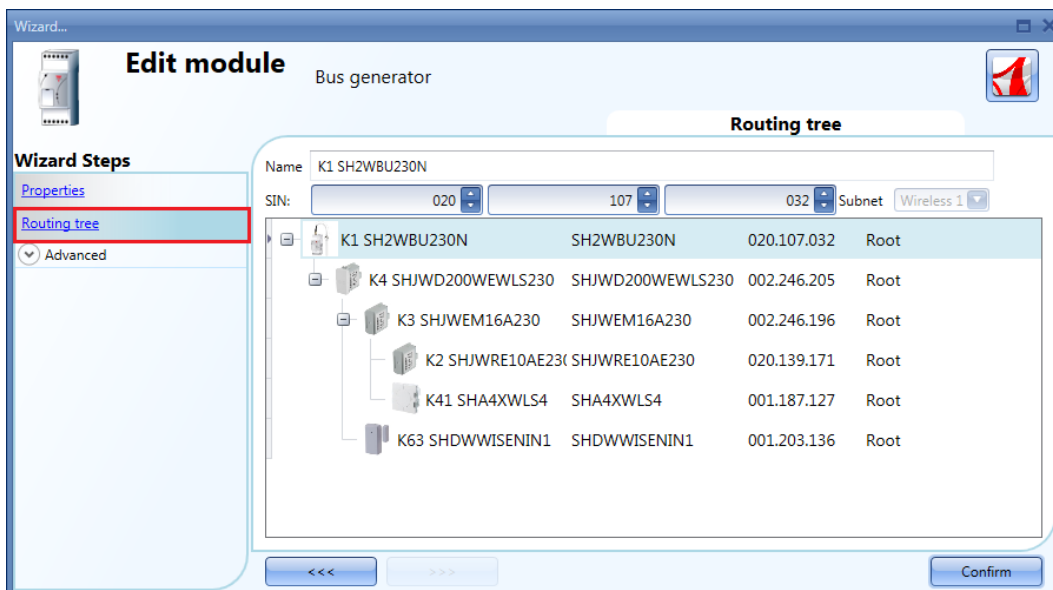 Wizard...
Edit module
Bus generator
Routing tree
Wizard Steps
Properties
Routing tree
Advanced
Name K1 SH2WBU230N
SIN: 020 107 032 Subnet Wireless 1
K1 SH2WBU230N SH2WBU230N 020.107.032 Root
K4 SHJWD200WEWLS230 SHJWD200WEWLS230 002.246.205 Root
K3 SHJWEM16A230 SHJWEM16A230 002.246.196 Root
K2 SHJWRE10AE23( SHJWRE10AE230 020.139.171 Root
K41 SHA4XWLS4 SHA4XWLS4 001.187.127 Root
K63 SHDWWISENIN1 SHDWWISENIN1 001.203.136 Root
<<< >>> Confirm